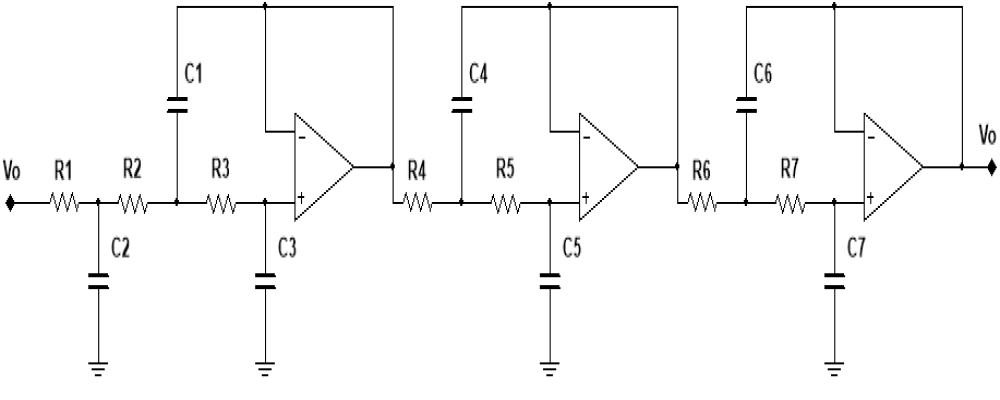 C1
C4
C6
Vo
R1
R2
R3
R4
R5
R6
R7
Vo
-
+
-
+
-
+
C2
C3
C5
C7